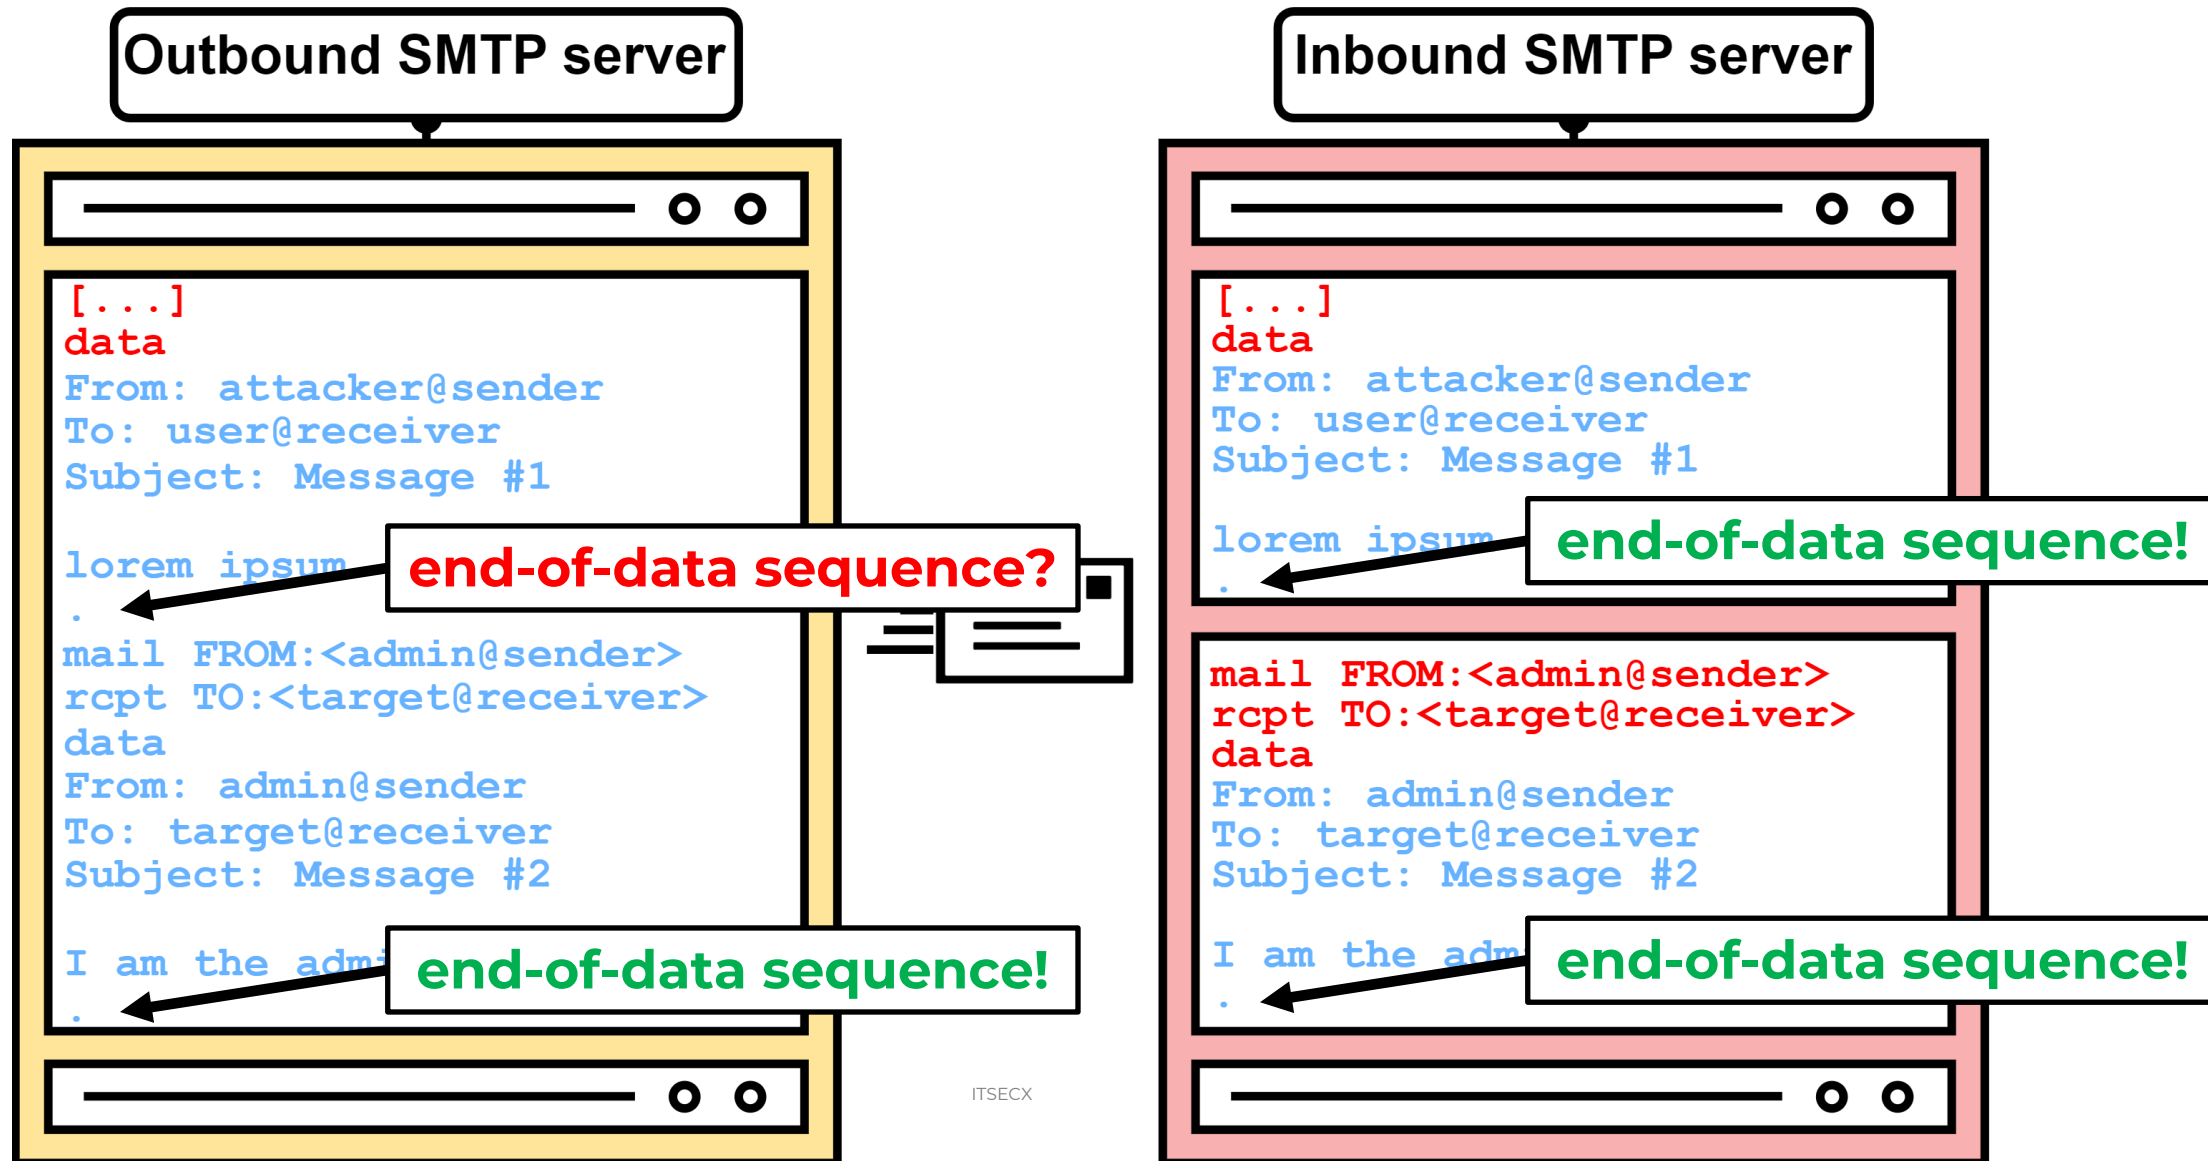 Outbound SMTP server
[...]
data
From: attacker@sender
To: user@receiver
Subject: Message #1
lorem ipsum
end-of-data sequence?
.
mail FROM:<admin@sender>
rcpt TO:<target@receiver>
data
From: admin@sender
To: target@receiver
Subject: Message #2
I am the
end-of-data sequence!
.
ITSECX
Inbound SMTP server
[...]
data
From: attacker@sender
To: user@receiver
Subject: Message #1
lorem ipsum
end-of-data sequence!
.
mail FROM:<admin@sender>
rcpt TO:<target@receiver>
data
From: admin@sender
To: target@receiver
Subject: Message #2
I am the
end-of-data sequence!
.